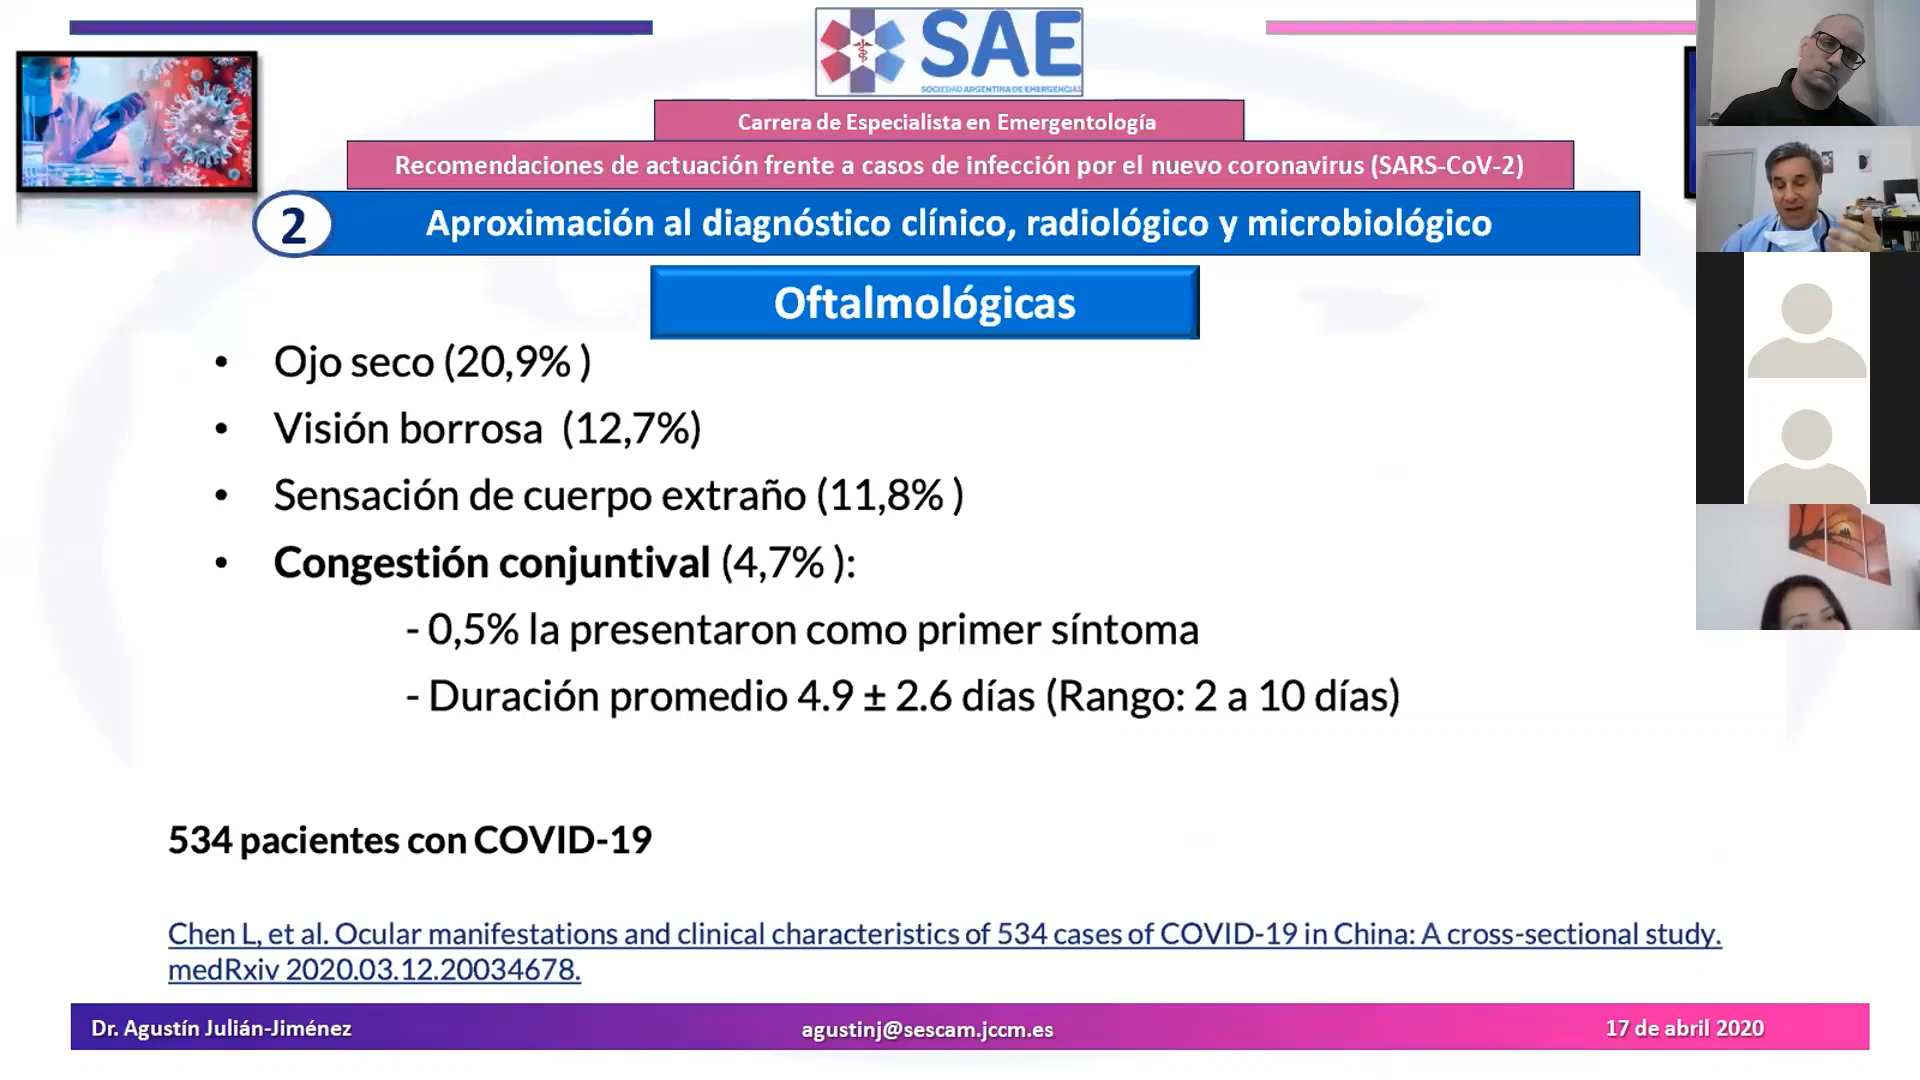 SAE
SOCIEDAD ARGENTINA DE EMERGENCIAS
Carrera de Especialista en Emergentología
Recomendaciones de actuación frente a casos de infección por el nuevo coronavirus (SARS-CoV-2)
2 Aproximación al diagnóstico clínico, radiológico y microbiológico
Oftalmológicas
• Ojo seco (20,9% )
• Visión borrosa (12,7%)
• Sensación de cuerpo extraño (11,8% )
• Congestión conjuntival (4,7% ):
- 0,5% la presentaron como primer síntoma
- Duración promedio 4.9 ± 2.6 días (Rango: 2 a 10 días)
534 pacientes con COVID-19
Chen L, et al. Ocular manifestations and clinical characteristics of 534 cases of COVID-19 in China: A cross-sectional study.
medRxiv 2020.03.12.20034678.
Dr. Agustín Julián-Jiménez agustinj@sescam.jccm.es 17 de abril 2020